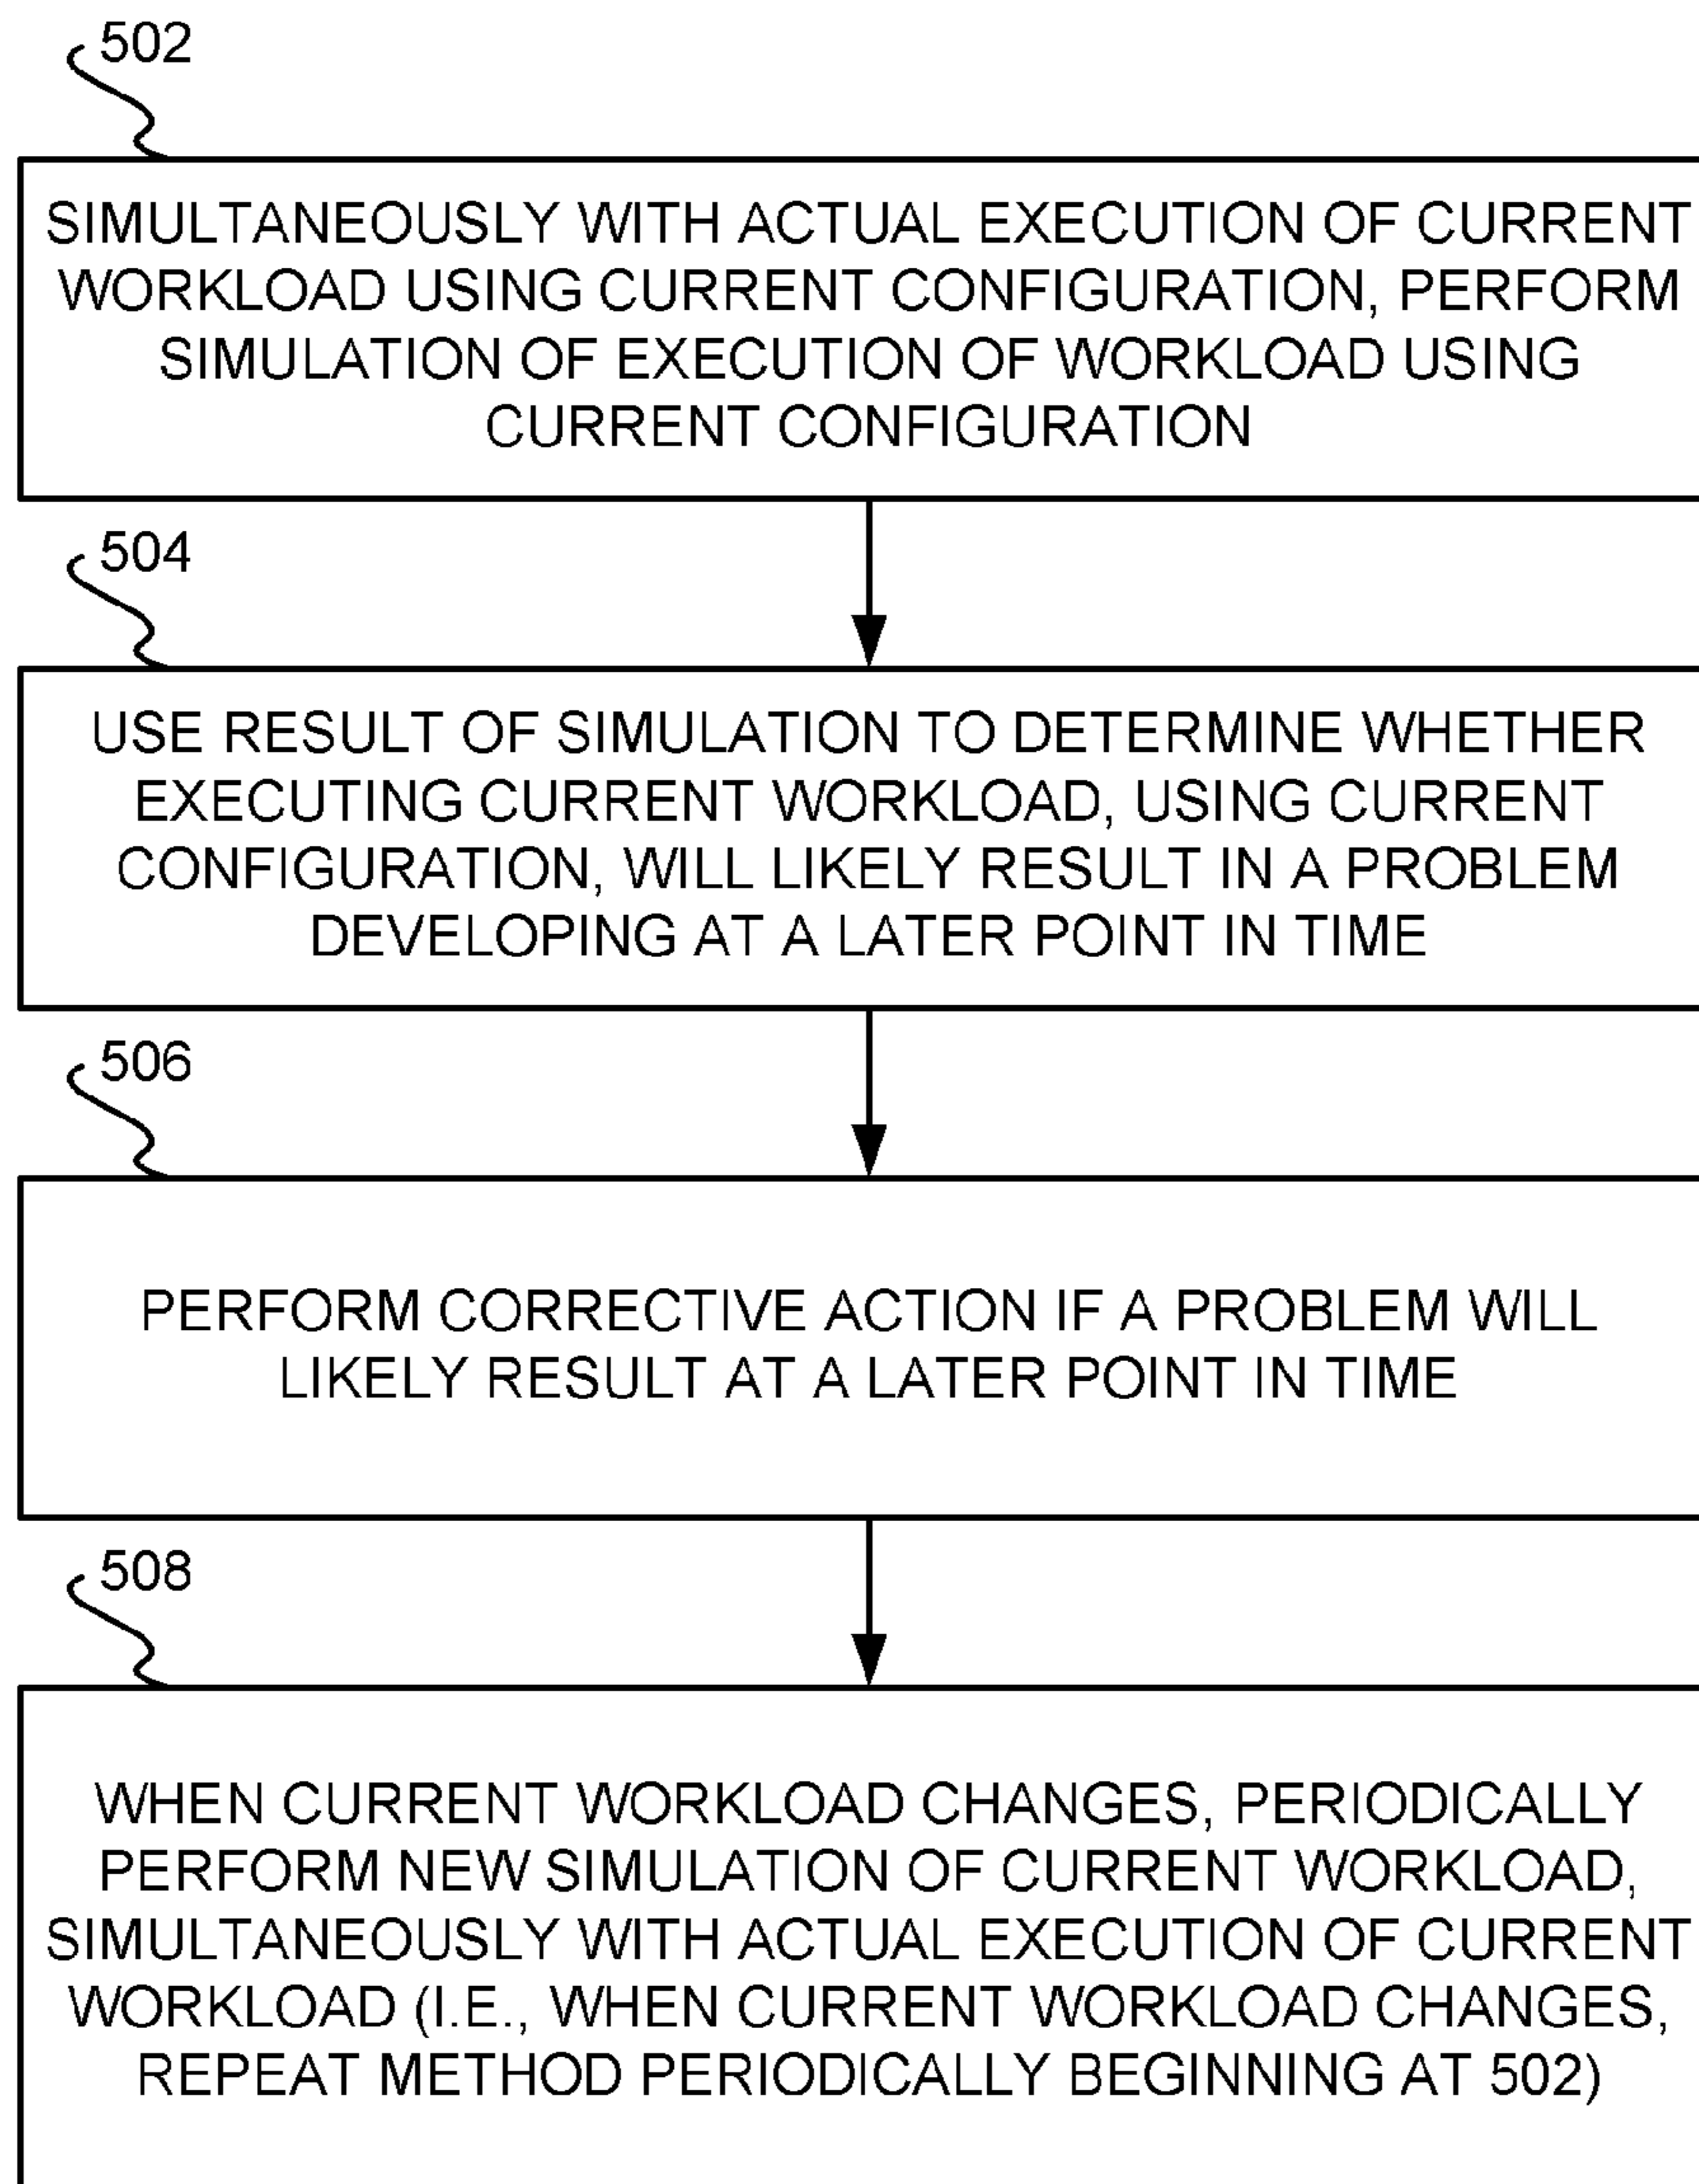 502
SIMULTANEOUSLY WITH ACTUAL EXECUTION OF CURRENT
WORKLOAD USING CURRENT CONFIGURATION, PERFORM
SIMULATION OF EXECUTION OF WORKLOAD USING
CURRENT CONFIGURATION
504
USE RESULT OF SIMULATION TO DETERMINE WHETHER
EXECUTING CURRENT WORKLOAD, USING CURRENT
CONFIGURATION, WILL LIKELY RESULT IN A PROBLEM
DEVELOPING AT A LATER POINT IN TIME
506
PERFORM CORRECTIVE ACTION IF A PROBLEM WILL
LIKELY RESULT AT A LATER POINT IN TIME
508
WHEN CURRENT WORKLOAD CHANGES, PERIODICALLY
PERFORM NEW SIMULATION OF CURRENT WORKLOAD,
SIMULTANEOUSLY WITH ACTUAL EXECUTION OF CURRENT
WORKLOAD (I.E., WHEN CURRENT WORKLOAD CHANGES,
REPEAT METHOD PERIODICALLY BEGINNING AT 502)